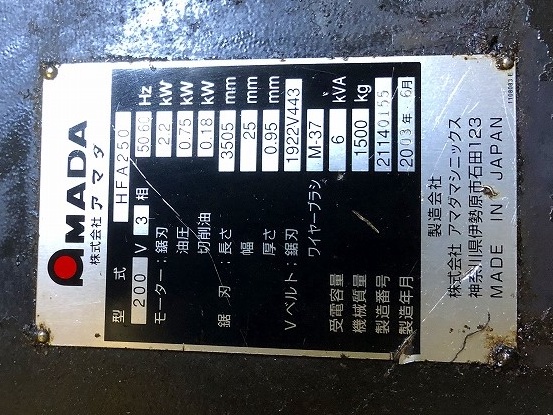 AMADA
株式会社 アマダ
型式 HFA250
200 V 3 相 50/60 Hz
モーター:鋸刃 2.2 kW
油圧 0.75 kW
切削油 0.18 kW
鋸刃:長さ 3505 mm
幅 25 mm
厚さ 0.95 mm
Vベルト:鋸刃 1922V443
ワイヤーブラシ M-37
受電容量 6 kVA
機械質量 1500 kg
製造番号 21140155
製造年月 2003年 6月
製造会社
株式会社 アマダマシニックス
神奈川県伊勢原市石田123
MADE IN JAPAN